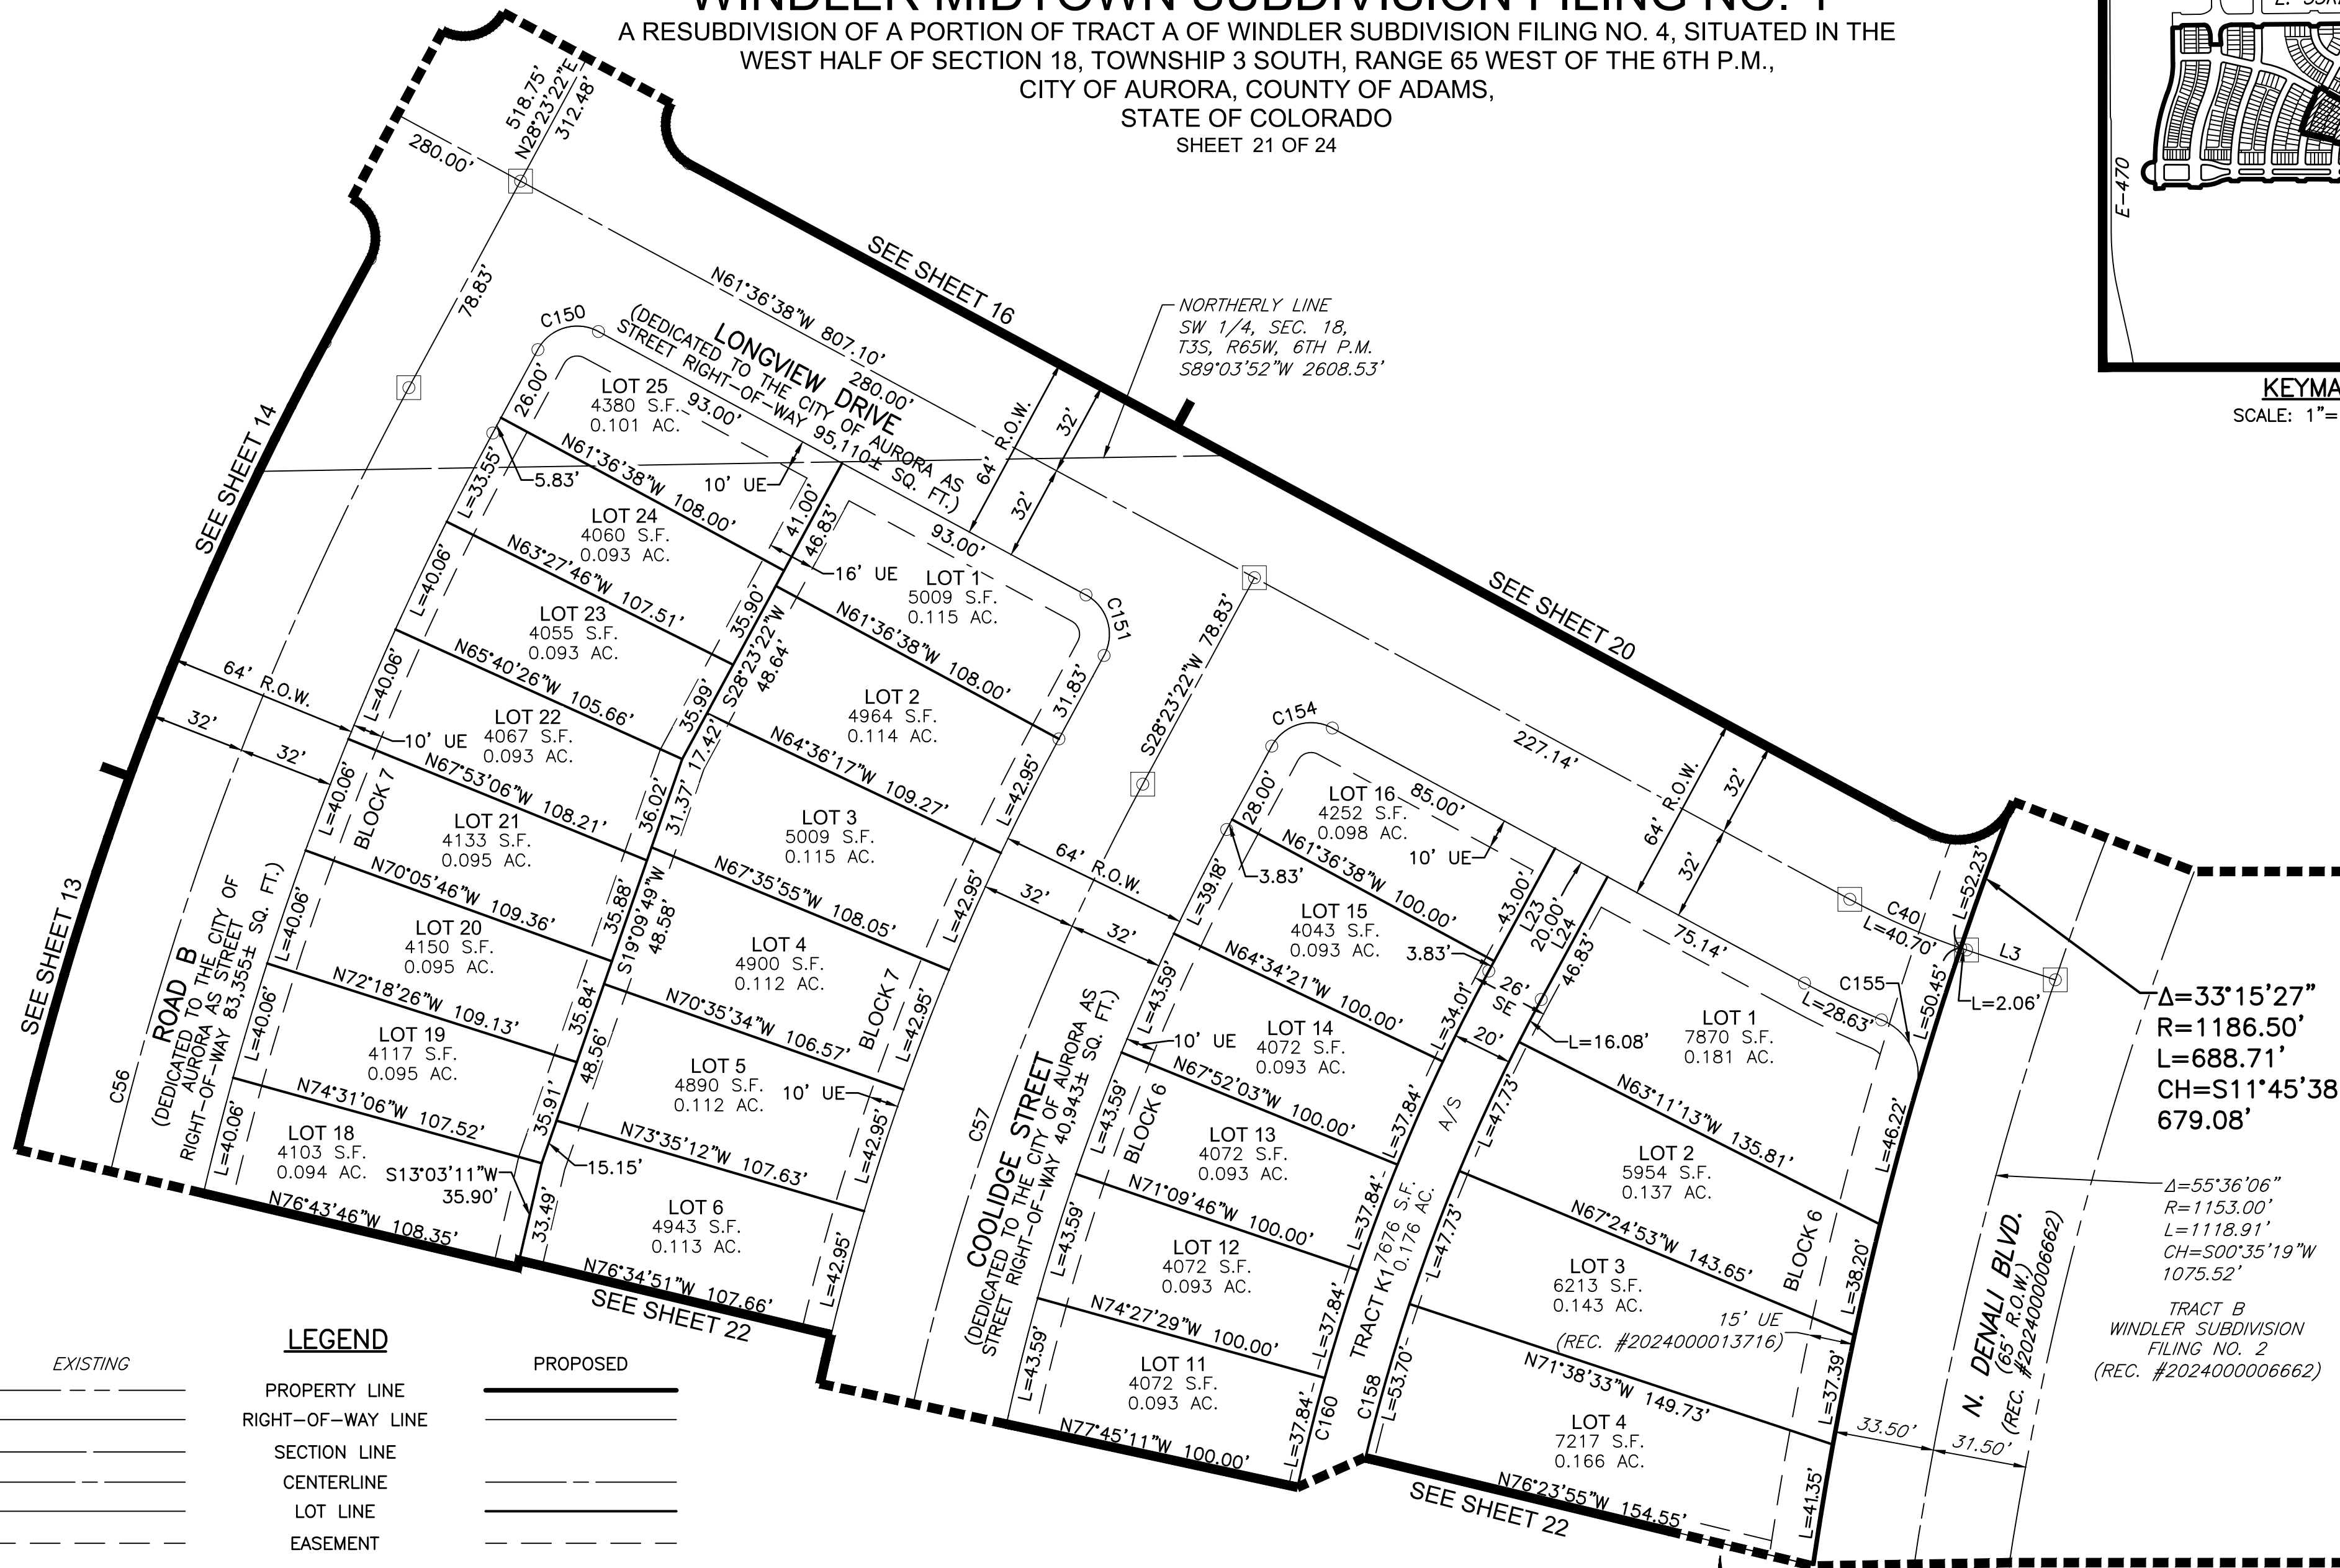 WINDLER MIDTOWN SUBDIVISION FILING NO. 1
A RESUBDIVISION OF A PORTION OF TRACT A OF WINDLER SUBDIVISION FILING NO. 4, SITUATED IN THE
WEST HALF OF SECTION 18, TOWNSHIP 3 SOUTH, RANGE 65 WEST OF THE 6TH P.M.,
CITY OF AURORA, COUNTY OF ADAMS,
STATE OF COLORADO
SHEET 21 OF 24
E-470
KEYMA
SCALE: 1"=
518.75'
N28°23'22"E
312.48'
280.00'
78.83'
SEE SHEET 16
N61°36'38"W 807.10'
280.00'
NORTHERLY LINE
SW 1/4, SEC. 18,
T3S, R65W, 6TH P.M.
S89°03'52"W 2608.53'
C150
LONGVIEW DRIVE
(DEDICATED TO THE CITY OF AURORA AS
STREET RIGHT-OF-WAY 95,110± SQ. FT.)
64' R.O.W.
32'
32'
SEE SHEET 14
26.00'
LOT 25
4380 S.F.
0.101 AC.
93.00'
5.83'
N61°36'38"W 108.00'
10' UE
41.00'
46.83'
L=33.55'
LOT 24
4060 S.F.
0.093 AC.
16' UE
93.00'
LOT 1
5009 S.F.
0.115 AC.
C151
N63°27'46"W 107.51'
35.90'
S28°23'22"W
48.64'
N61°36'38"W 108.00'
31.83'
L=40.06'
LOT 23
4055 S.F.
0.093 AC.
N65°40'26"W 105.66'
35.99'
17.42'
LOT 2
4964 S.F.
0.114 AC.
S28°23'22"W 78.83'
SEE SHEET 20
64' R.O.W.
32'
32'
L=40.06'
LOT 22
4067 S.F.
0.093 AC.
10' UE
N67°53'06"W 108.21'
36.02'
31.37'
N64°36'17"W 109.27'
L=42.95'
C154
227.14'
64' R.O.W.
32'
32'
L=40.06'
BLOCK 7
LOT 21
4133 S.F.
0.095 AC.
LOT 3
5009 S.F.
0.115 AC.
28.00'
LOT 16
4252 S.F.
0.098 AC.
85.00'
10' UE
3.83'
N61°36'38"W 100.00'
43.00'
L23
20.00'
L24
N70°05'46"W 109.36'
35.88'
S19°09'49"W
48.58'
N67°35'55"W 108.05'
L=42.95'
64' R.O.W.
32'
32'
L=39.18'
LOT 15
4043 S.F.
0.093 AC.
3.83'
26'
SE
46.83'
75.14'
C155
C40
L=40.70'
L=52.23'
L3
L=2.06'
L=50.45'
L=28.63'
Δ=33°15'27"
R=1186.50'
L=688.71'
CH=S11°45'38
679.08'
SEE SHEET 13
C56
ROAD B
(DEDICATED TO THE CITY OF
AURORA AS STREET
RIGHT-OF-WAY 83,355± SQ. FT.)
L=40.06'
LOT 20
4150 S.F.
0.095 AC.
N72°18'26"W 109.13'
35.84'
LOT 4
4900 S.F.
0.112 AC.
BLOCK 7
N70°35'34"W 106.57'
L=42.95'
N64°34'21"W 100.00'
L=34.01'
L=43.59'
10' UE
LOT 14
4072 S.F.
0.093 AC.
20'
L=16.08'
LOT 1
7870 S.F.
0.181 AC.
L=40.06'
LOT 19
4117 S.F.
0.095 AC.
N74°31'06"W 107.52'
35.91'
48.56'
LOT 5
4890 S.F.
0.112 AC.
10' UE
L=42.95'
C57
COOLIDGE STREET
(DEDICATED TO THE CITY OF AURORA AS
STREET RIGHT-OF-WAY 40,943± SQ. FT.)
N67°52'03"W 100.00'
L=37.84'
L=43.59'
BLOCK 6
LOT 13
4072 S.F.
0.093 AC.
A/S
L=47.73'
N63°11'13"W 135.81'
L=46.22'
L=40.06'
LOT 18
4103 S.F.
0.094 AC.
S13°03'11"W
35.90'
15.15'
33.49'
N73°35'12"W 107.63'
LOT 6
4943 S.F.
0.113 AC.
L=42.95'
N76°43'46"W 108.35'
N76°34'51"W 107.66'
SEE SHEET 22
N71°09'46"W 100.00'
L=37.84'
L=43.59'
LOT 12
4072 S.F.
0.093 AC.
TRACT K1
7676 S.F.
0.176 AC.
L=47.73'
LOT 2
5954 S.F.
0.137 AC.
N67°24'53"W 143.65'
BLOCK 6
L=38.20'
N74°27'29"W 100.00'
L=37.84'
L=43.59'
LOT 11
4072 S.F.
0.093 AC.
LOT 3
6213 S.F.
0.143 AC.
15' UE
(REC. #2024000013716)
N71°38'33"W 149.73'
L=37.39'
N77°45'11"W 100.00'
L=37.84'
C160
C158
L=53.70'
LOT 4
7217 S.F.
0.166 AC.
N76°23'55"W 154.55'
L=41.35'
SEE SHEET 22
33.50'
31.50'
N. DENALI BLVD.
(65' R.O.W.)
(REC. #2024000006662)
Δ=55°36'06"
R=1153.00'
L=1118.91'
CH=S00°35'19"W
1075.52'
TRACT B
WINDLER SUBDIVISION
FILING NO. 2
(REC. #2024000006662)
LEGEND
EXISTING
PROPOSED
PROPERTY LINE
RIGHT-OF-WAY LINE
SECTION LINE
CENTERLINE
LOT LINE
EASEMENT